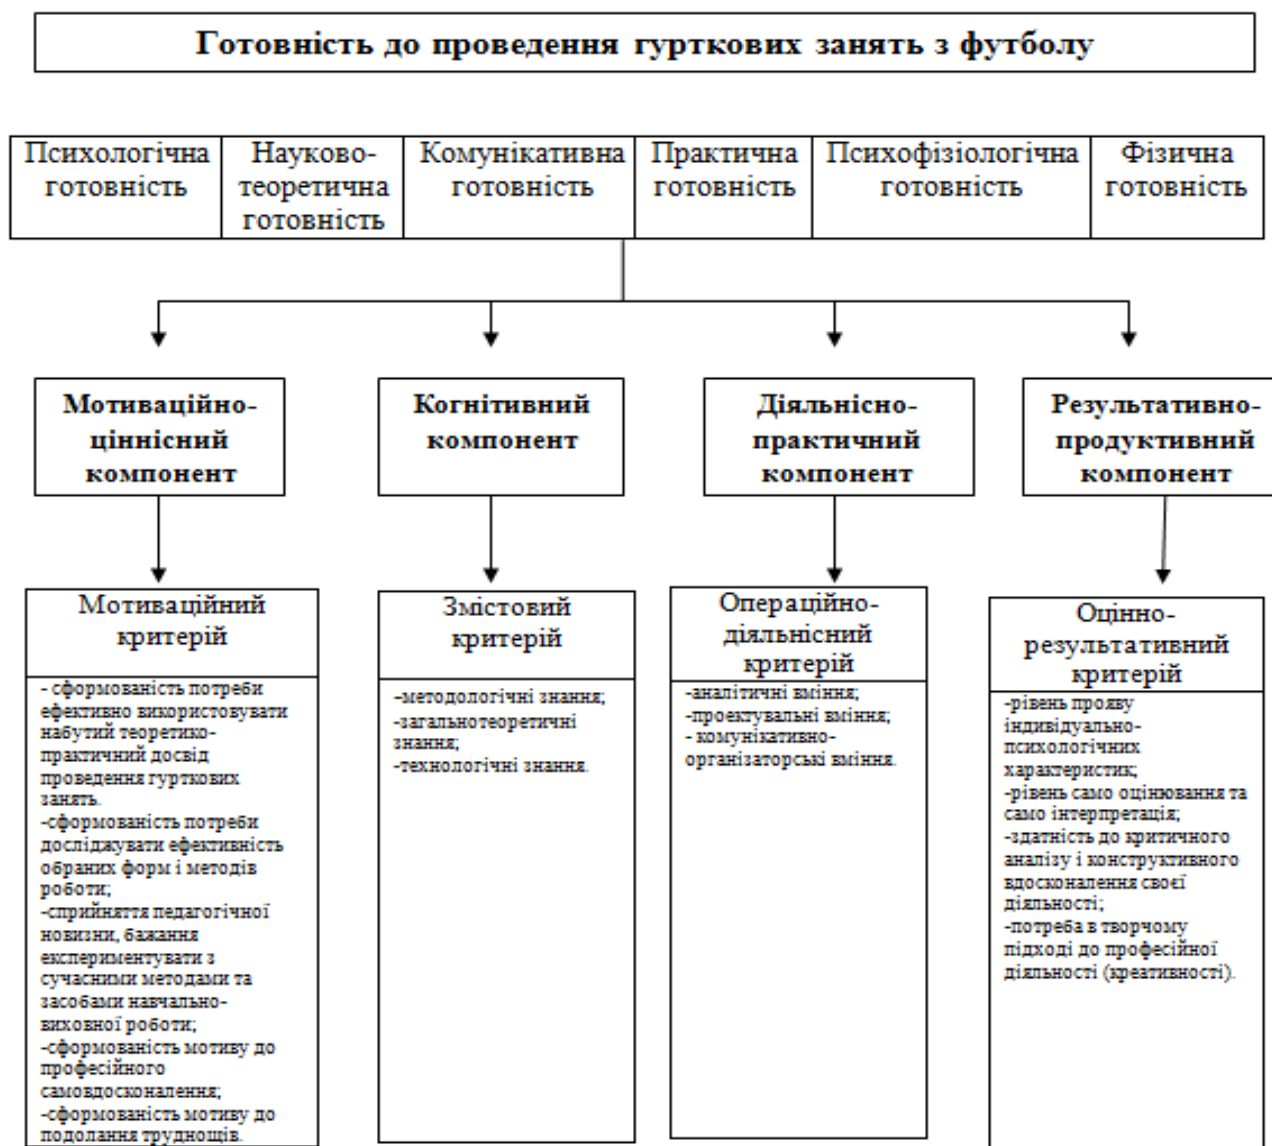 Готовність до проведення гурткових занять з футболу
Психологічна
готовність
Науково-
теоретична
готовність
Комунікативна
готовність
Практична
готовність
Психофізіологічна
готовність
Фізична
готовність
Мотиваційно-
ціннісний
компонент
Когнітивний
компонент
Діяльнісно-
практичний
компонент
Результативно-
продуктивний
компонент
Мотиваційний
критерій
- сформованість потреби
ефективно використовувати
набутий теоретико-
практичний досвід
проведення гурткових
занять.
-сформованість потреби
досліджувати ефективність
обраних форм і методів
роботи;
-сприйняття педагогічної
новизни, бажання
експериментувати з
сучасними методами та
засобами навчально-
виховної роботи;
-сформованість мотиву до
професійного
самовдосконалення;
-сформованість мотиву до
подолання труднощів.
Змістовий
критерій
-методологічні знання;
-загальнотеоретичні
знання;
-технологічні знання.
Операційно-
діяльнісний
критерій
-аналітичні вміння;
-проектувальні вміння;
- комунікативно-
організаторські вміння.
Оцінно-
результативний
критерій
-рівень прояву
індивідуально-
психологічних
характеристик;
-рівень само оцінювання та
само інтерпретація;
-здатність до критичного
аналізу і конструктивного
вдосконалення своєї
діяльності;
-потреба в творчому
підході до професійної
діяльності (креативності).